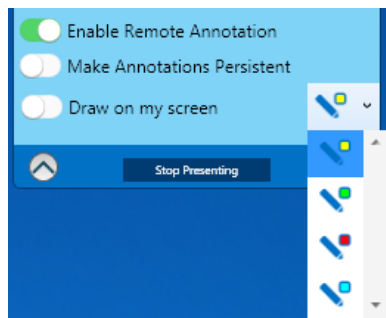 Enable Remote Annotation
Make Annotations Persistent
Draw on my screen
Stop Presenting